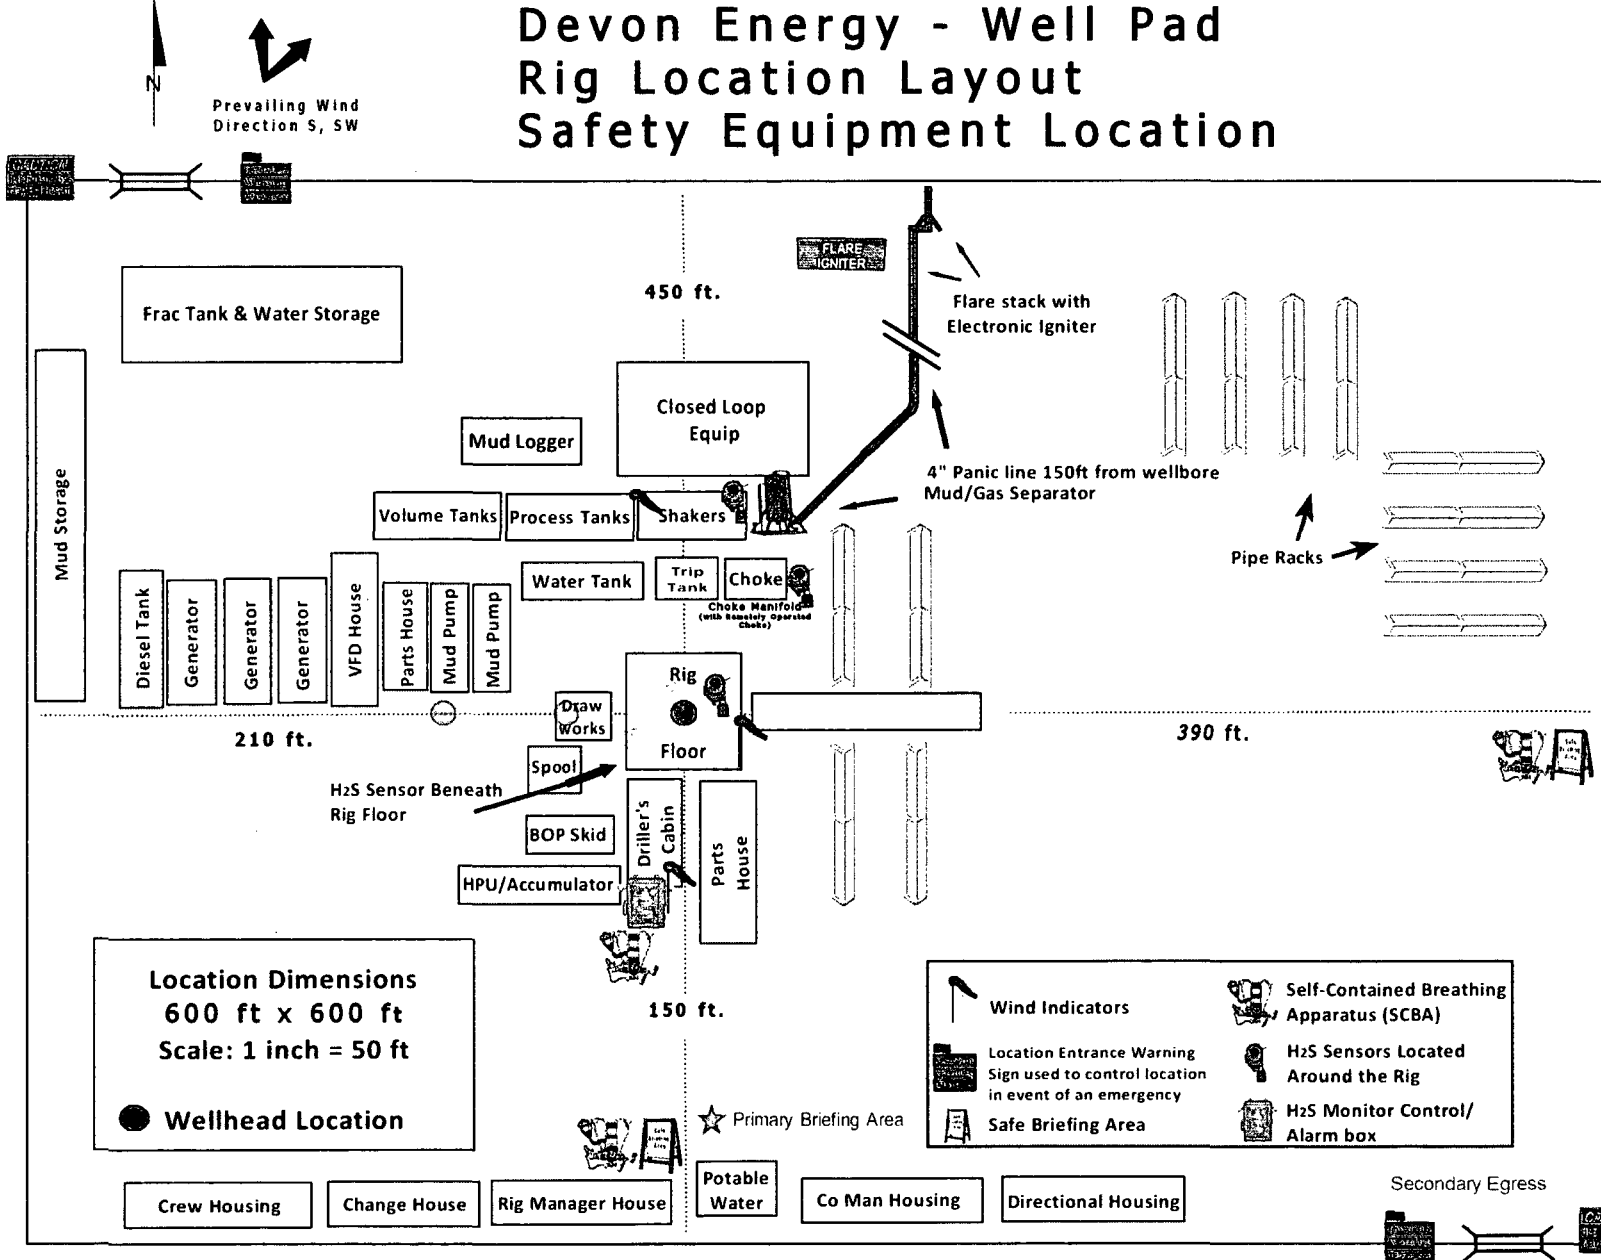 Devon Energy - Well Pad
Rig Location Layout
Safety Equipment Location
N
Prevailing Wind
Direction S, SW
FLARE
IGNITER
450 ft.
Flare stack with
Electronic Igniter
Frac Tank & Water Storage
Closed Loop
Equip
Mud Logger
4" Panic line 150ft from wellbore
Mud/Gas Separator
Mud Storage
Volume Tanks
Process Tanks
Shakers
Pipe Racks
Water Tank
Trip
Tank
Choke
Choke Manifold
(with Remotely Operated
Choke)
Diesel Tank
Generator
Generator
Generator
VFD House
Parts House
Mud Pump
Mud Pump
Rig
Floor
Draw
Works
210 ft.
390 ft.
Spool
H2S Sensor Beneath
Rig Floor
BOP Skid
Driller's
Cabin
Parts
House
HPU/Accumulator
Location Dimensions
600 ft x 600 ft
Scale: 1 inch = 50 ft
Wellhead Location
150 ft.
Wind Indicators
Location Entrance Warning
Sign used to control location
in event of an emergency
Safe Briefing Area
Self-Contained Breathing
Apparatus (SCBA)
H2S Sensors Located
Around the Rig
H2S Monitor Control/
Alarm box
Primary Briefing Area
Crew Housing
Change House
Rig Manager House
Potable
Water
Co Man Housing
Directional Housing
Secondary Egress